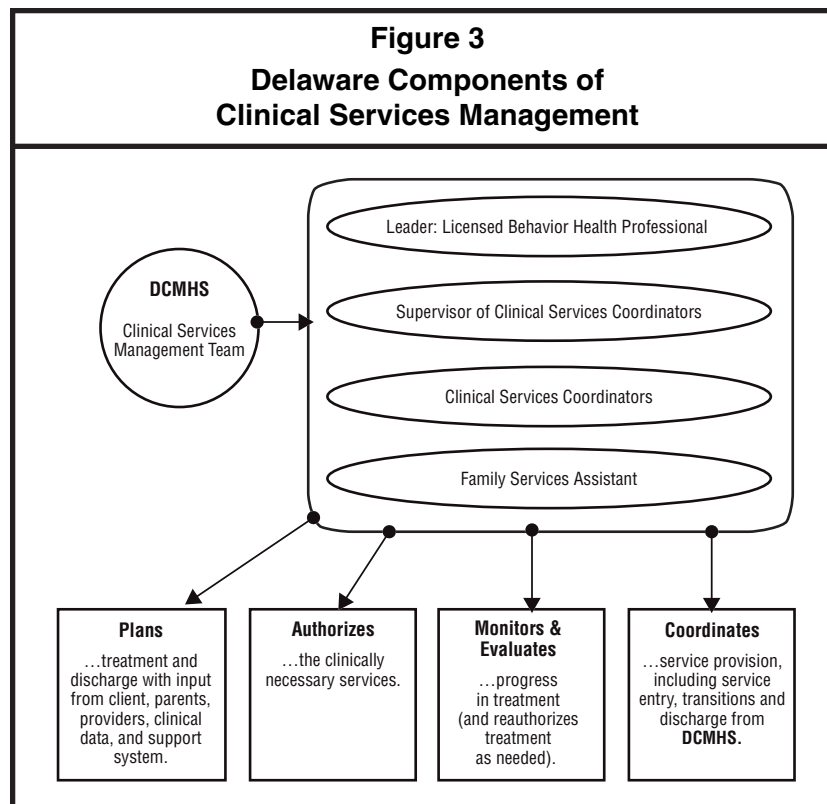 Figure 3
Delaware Components of
Clinical Services Management
DCMHS
Clinical Services
Management Team
Leader: Licensed Behavior Health Professional
Supervisor of Clinical Services Coordinators
Clinical Services Coordinators
Family Services Assistant
Plans
…treatment and
discharge with input
from client, parents,
providers, clinical
data, and support
system.
Authorizes
…the clinically
necessary services.
Monitors &
Evaluates
…progress
in treatment
(and reauthorizes
treatment
as needed).
Coordinates
…service provision,
including service
entry, transitions and
discharge from
DCMHS.